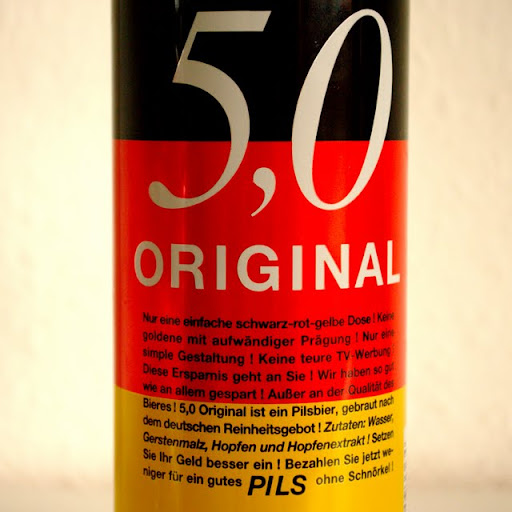 5,0
ORIGINAL
Nur eine einfache schwarz-rot-gelbe Dose ! Keine
goldene mit aufwändiger Prägung ! Nur eine
simple Gestaltung ! Keine teure TV-Werbung !
Diese Ersparnis geht an Sie ! Wir haben so gut
wie an allem gespart ! Außer an der Qualität des
Bieres ! 5,0 Original ist ein Pilsbier, gebraut nach
dem deutschen Reinheitsgebot ! Zutaten: Wasser,
Gerstenmalz, Hopfen und Hopfenextrakt ! Setzen
Sie Ihr Geld besser ein ! Bezahlen Sie jetzt we-
niger für ein gutes PILS ohne Schnörkel !